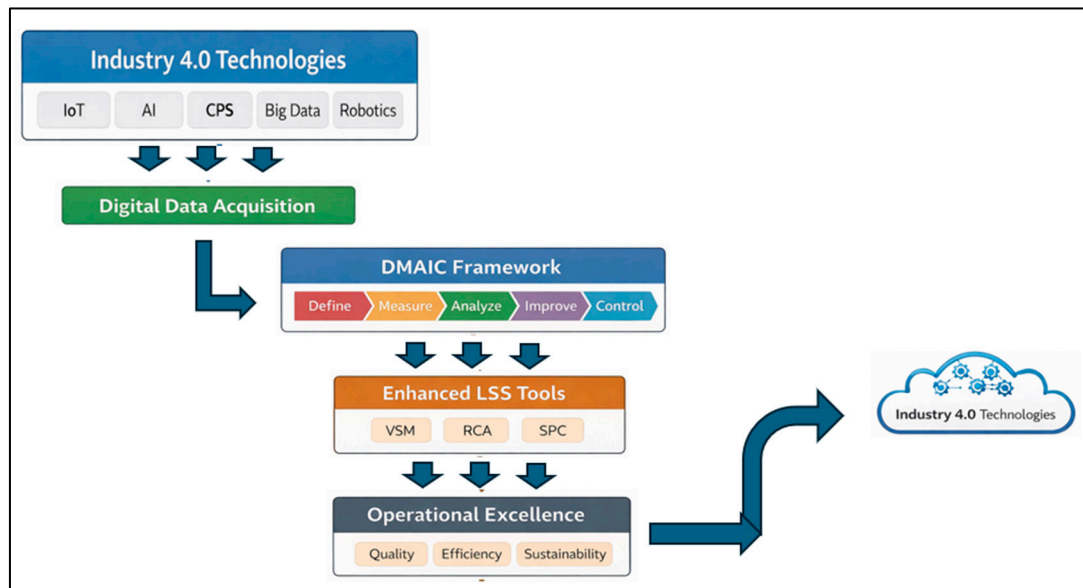 Industry 4.0 Technologies
IoT AI CPS Big Data Robotics
Digital Data Acquisition
DMAIC Framework
Define Measure Analyze Improve Control
Enhanced LSS Tools
VSM RCA SPC
Industry 4.0 Technologies
Operational Excellence
Quality Efficiency Sustainability